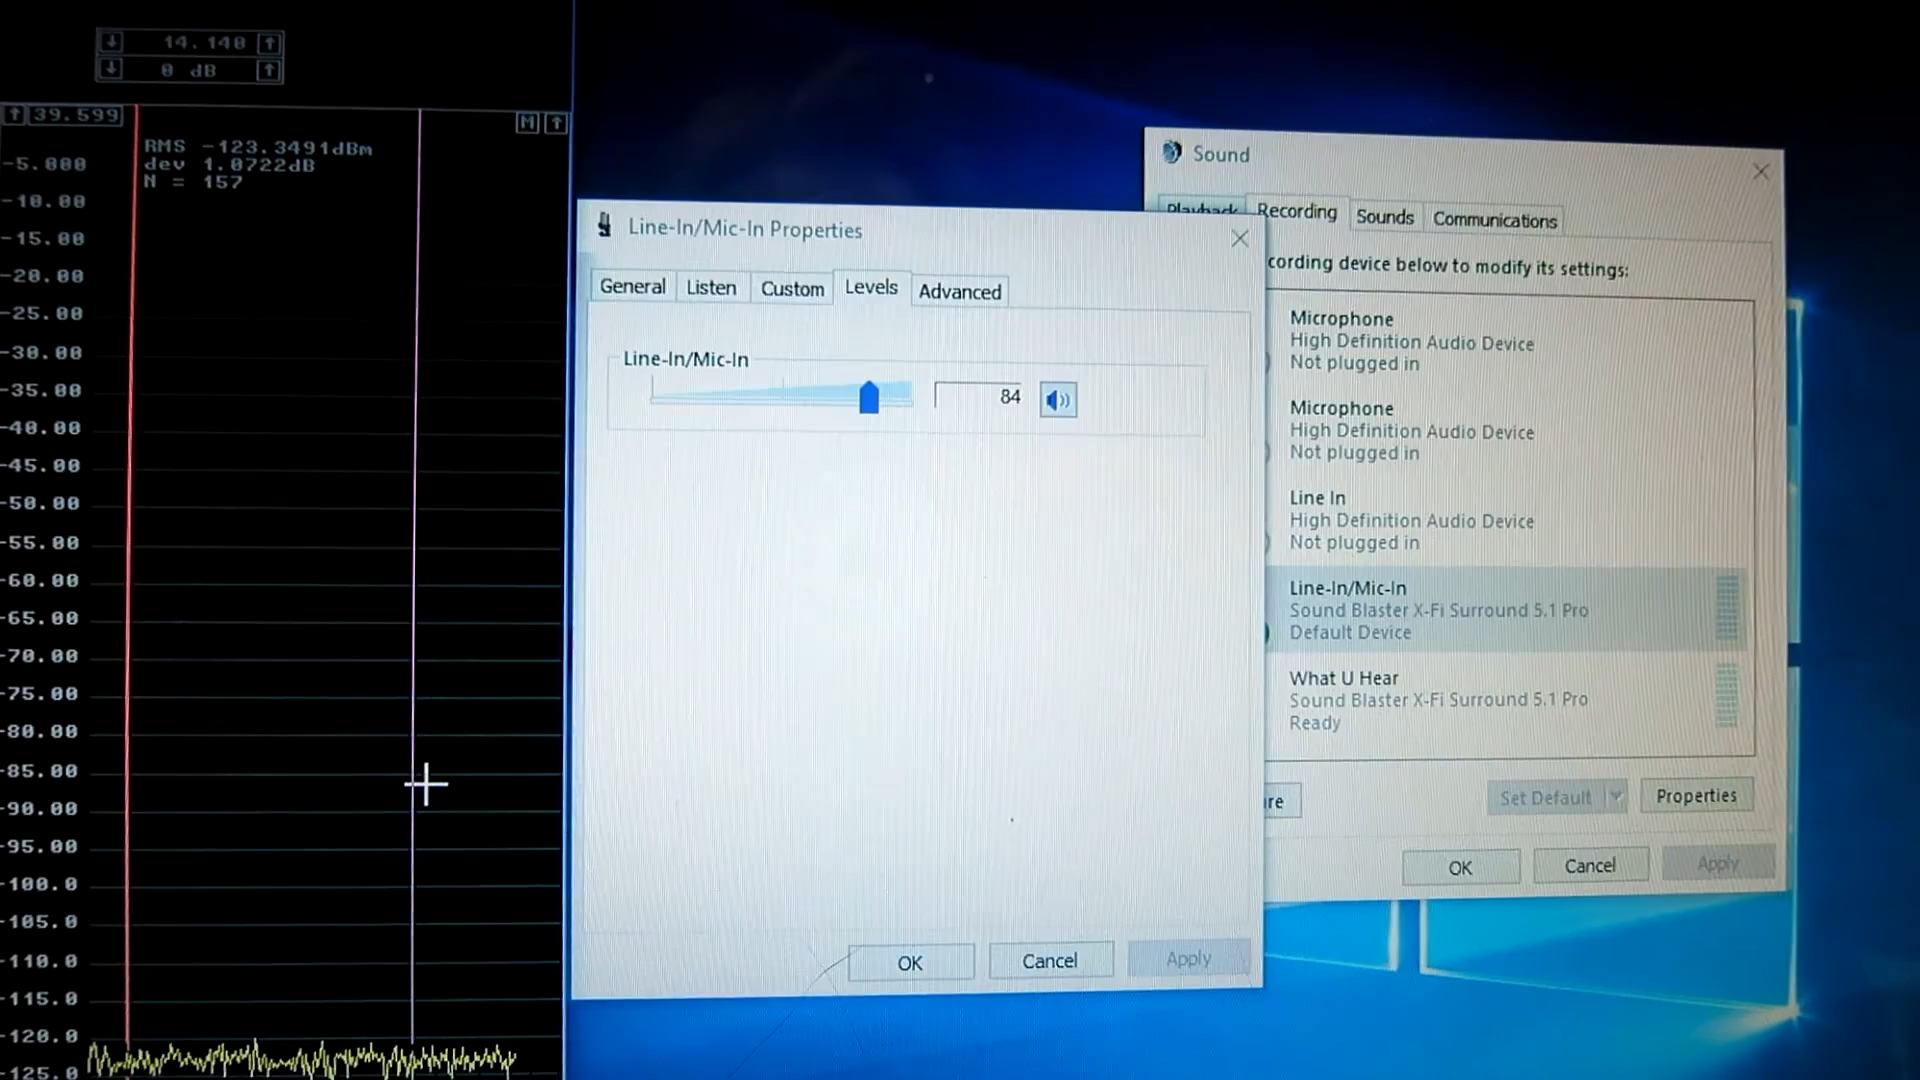 14.140
0 dB
39.599
M
RMS -123.3491dBm
dev 1.0722dB
N = 157
-5.000
-10.00
-15.00
-20.00
-25.00
-30.00
-35.00
-40.00
-45.00
-50.00
-55.00
-60.00
-65.00
-70.00
-75.00
-80.00
-85.00
-90.00
-95.00
-100.0
-105.0
-110.0
-115.0
-120.0
-125.0
Line-In/Mic-In Properties
General Listen Custom Levels Advanced
Line-In/Mic-In
84
OK Cancel Apply
Sound
Playback Recording Sounds Communications
cording device below to modify its settings:
Microphone
High Definition Audio Device
Not plugged in
Microphone
High Definition Audio Device
Not plugged in
Line In
High Definition Audio Device
Not plugged in
Line-In/Mic-In
Sound Blaster X-Fi Surround 5.1 Pro
Default Device
What U Hear
Sound Blaster X-Fi Surround 5.1 Pro
Ready
re Set Default Properties
OK Cancel Apply